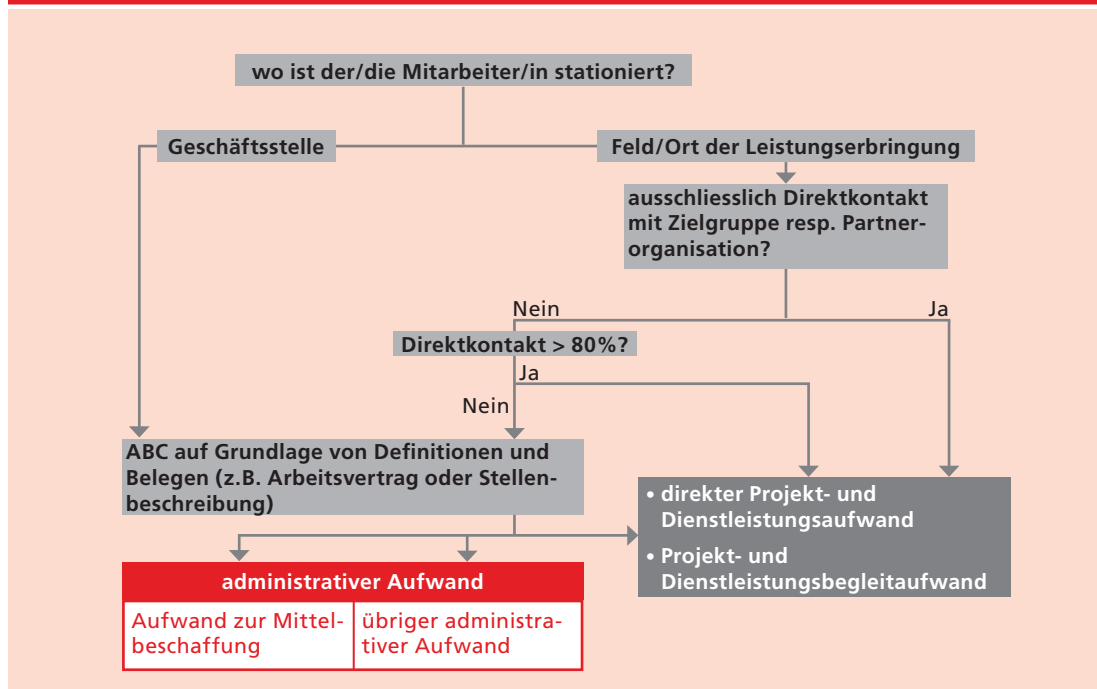 wo ist der/die Mitarbeiter/in stationiert?
Geschäftsstelle
Feld/Ort der Leistungserbringung
ausschliesslich Direktkontakt
mit Zielgruppe resp. Partner-
organisation?
Nein
Ja
Direktkontakt > 80%?
Ja
Nein
ABC auf Grundlage von Definitionen und
Belegen (z.B. Arbeitsvertrag oder Stellen-
beschreibung)
• direkter Projekt- und
Dienstleistungsaufwand
• Projekt- und
Dienstleistungsbegleitaufwand
administrativer Aufwand
Aufwand zur Mittel-
beschaffung
übriger administra-
tiver Aufwand